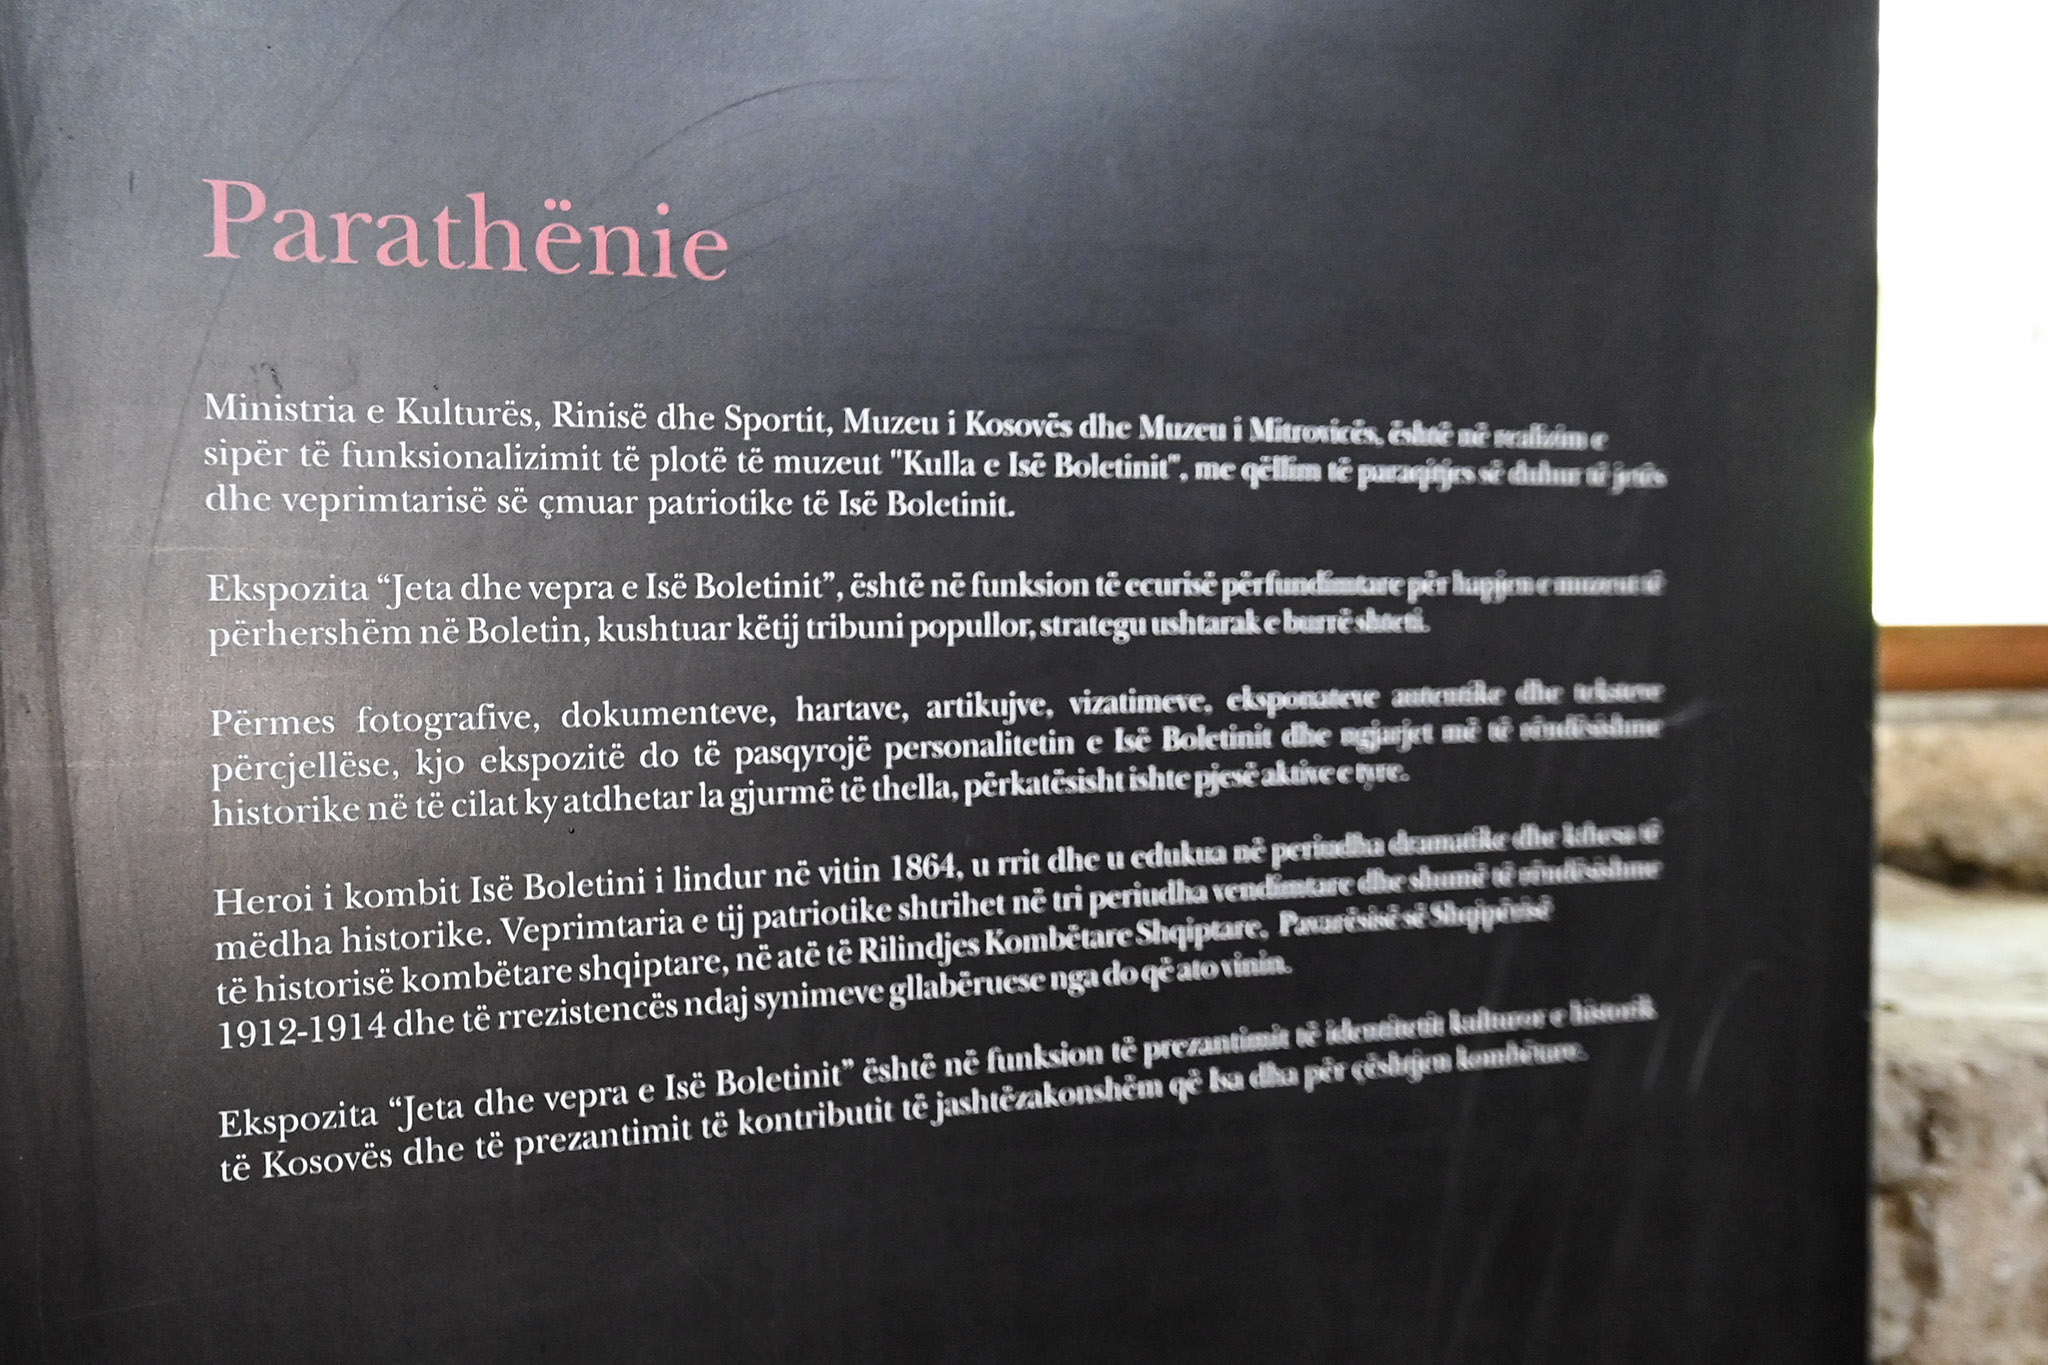 Parathënie
Ministria e Kulturës, Rinisë dhe Sportit, Muzeu i Kosovës dhe Muzeu i Mitrovicës, është në realizim e
sipër të funksionalizimit të plotë të muzeut "Kulla e Isë Boletinit", me qëllim të paraqitjes së duhur të jetës
dhe veprimtarisë së çmuar patriotike të Isë Boletinit.
Ekspozita “Jeta dhe vepra e Isë Boletinit”, është në funksion të ecurisë përfundimtare për hapjen e muzeut të
përhershëm në Boletin, kushtuar këtij tribuni popullor, strategu ushtarak e burrë shteti.
Përmes fotografive, dokumenteve, hartave, artikujve, vizatimeve, eksponateve autentike dhe teksteve
përcjellëse, kjo ekspozitë do të pasqyrojë personalitetin e Isë Boletinit dhe ngjarjet më të rëndësishme
historike në të cilat ky atdhetar la gjurmë të thella, përkatësisht ishte pjesë aktive e tyre.
Heroi i kombit Isë Boletini i lindur në vitin 1864, u rrit dhe u edukua në periudha dramatike dhe kthesa të
mëdha historike. Veprimtaria e tij patriotike shtrihet në tri periudha vendimtare dhe shumë të rëndësishme
të historisë kombëtare shqiptare, në atë të Rilindjes Kombëtare Shqiptare, Pavarësisë së Shqipërisë
1912-1914 dhe të rrezistencës ndaj synimeve gllabëruese nga do që ato vinin.
Ekspozita “Jeta dhe vepra e Isë Boletinit” është në funksion të prezantimit të identitetit kulturor e historik
të Kosovës dhe të prezantimit të kontributit të jashtëzakonshëm që Isa dha për çështjen kombëtare.